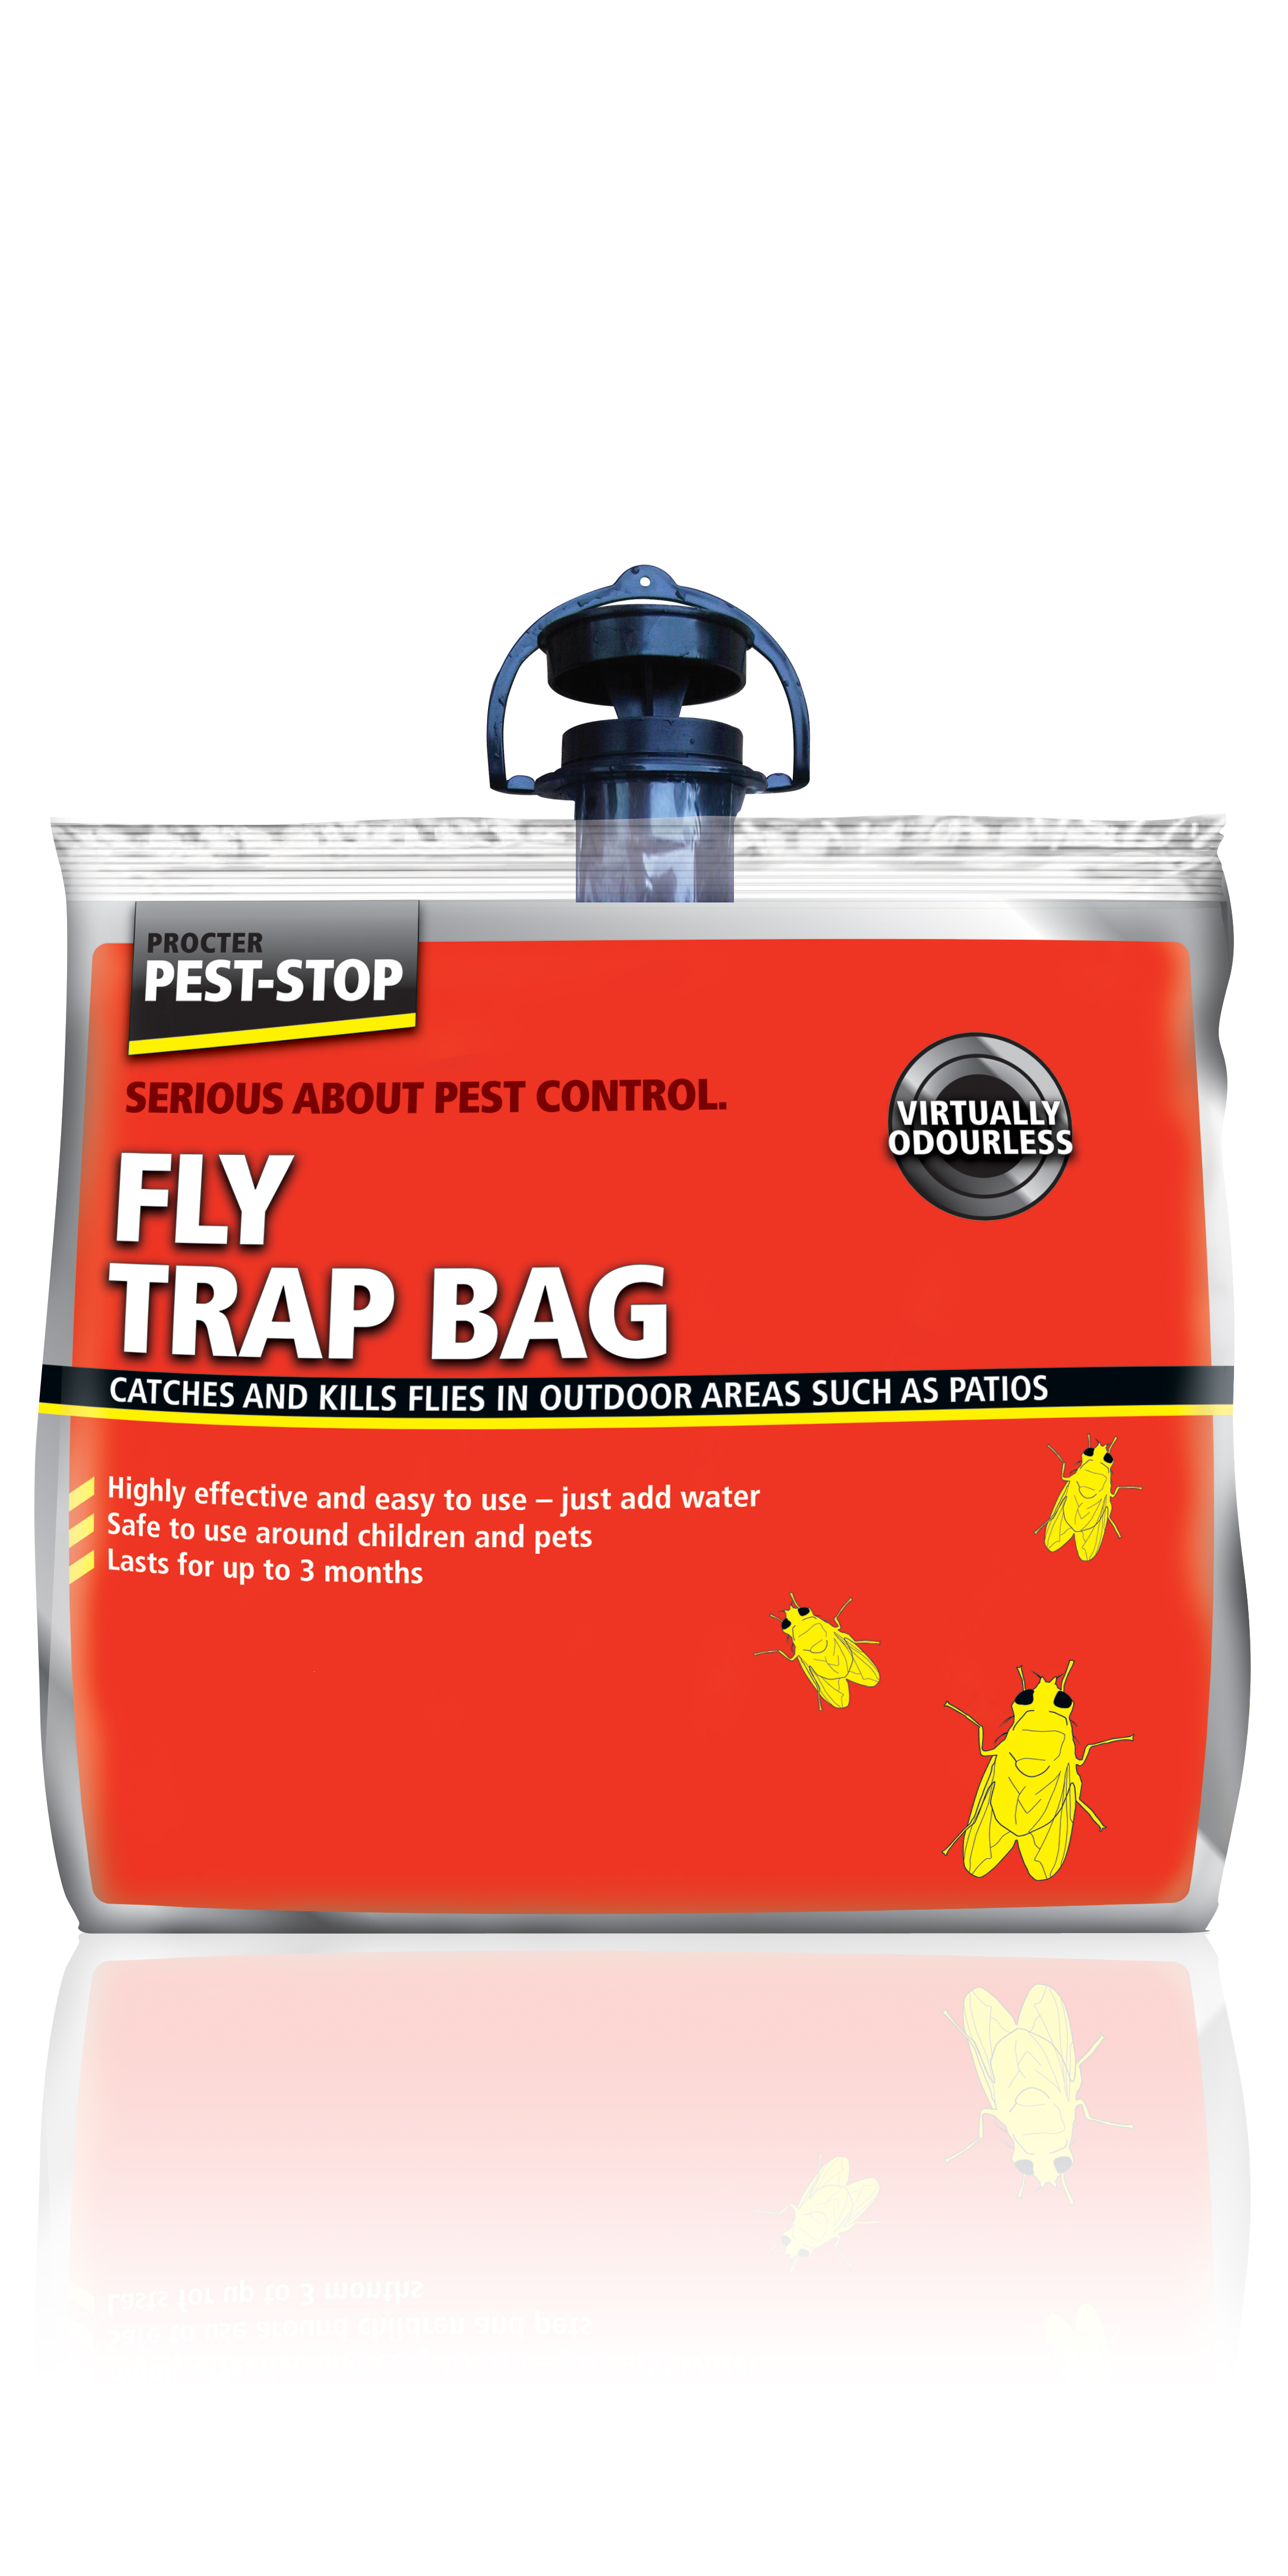 PROCTER
PEST-STOP
SERIOUS ABOUT PEST CONTROL.
VIRTUALLY
ODOURLESS
FLY
TRAP BAG
CATCHES AND KILLS FLIES IN OUTDOOR AREAS SUCH AS PATIOS
Highly effective and easy to use – just add water
Safe to use around children and pets
Lasts for up to 3 months